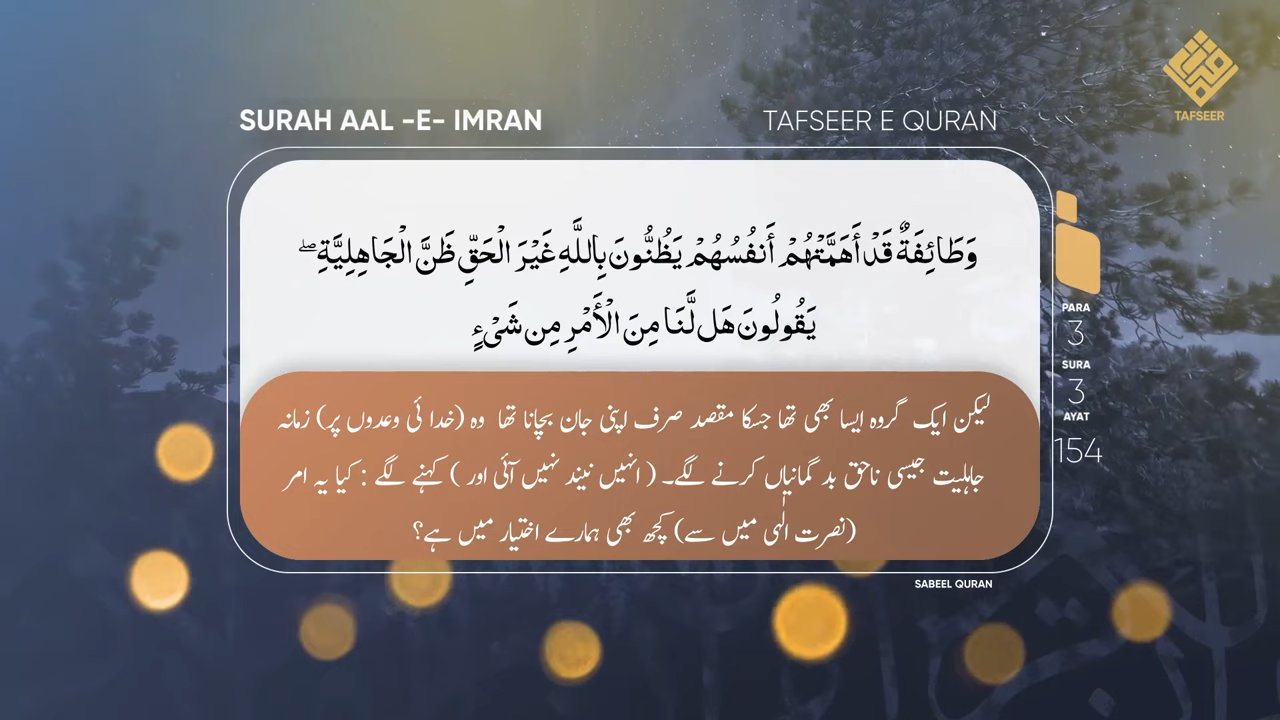 SURAH AAL -E- IMRAN
TAFSEER E QURAN
TAFSEER
وَطَائِفَةٌ قَدْ أَهَمَّتْهُمْ أَنفُسُهُمْ يَظُنُّونَ بِاللَّهِ غَيْرَ الْحَقِّ ظَنَّ الْجَاهِلِيَّةِ ۖ
يَقُولُونَ هَل لَّنَا مِنَ الْأَمْرِ مِن شَيْءٍ
لیکن ایک گروہ ایسا بھی تھا جسکا مقصد صرف اپنی جان بچانا تھا وہ (خدا ئی وعدوں پر) زمانہ
جاہلیت جیسی ناحق بد گمانیاں کرنے لگے۔ ( انہیں نیند نہیں آئی اور ) کہنے لگے : کیا یہ امر
(نصرت الٰہی میں سے) کچھ بھی ہمارے اختیار میں ہے؟
PARA
3
SURA
3
AYAT
154
SABEEL QURAN